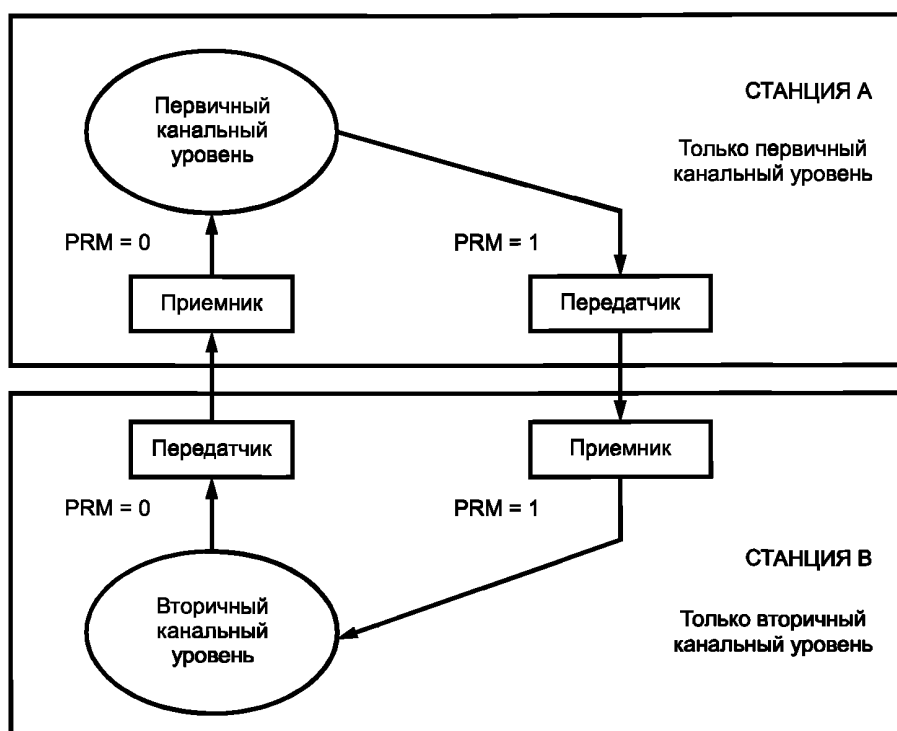 Первичный
канальный
уровень
СТАНЦИЯ А
Только первичный
канальный уровень
PRM = 0
PRM = 1
Приемник
Передатчик
Передатчик
Приемник
PRM = 0
PRM = 1
СТАНЦИЯ В
Вторичный
канальный
уровень
Только вторичный
канальный уровень